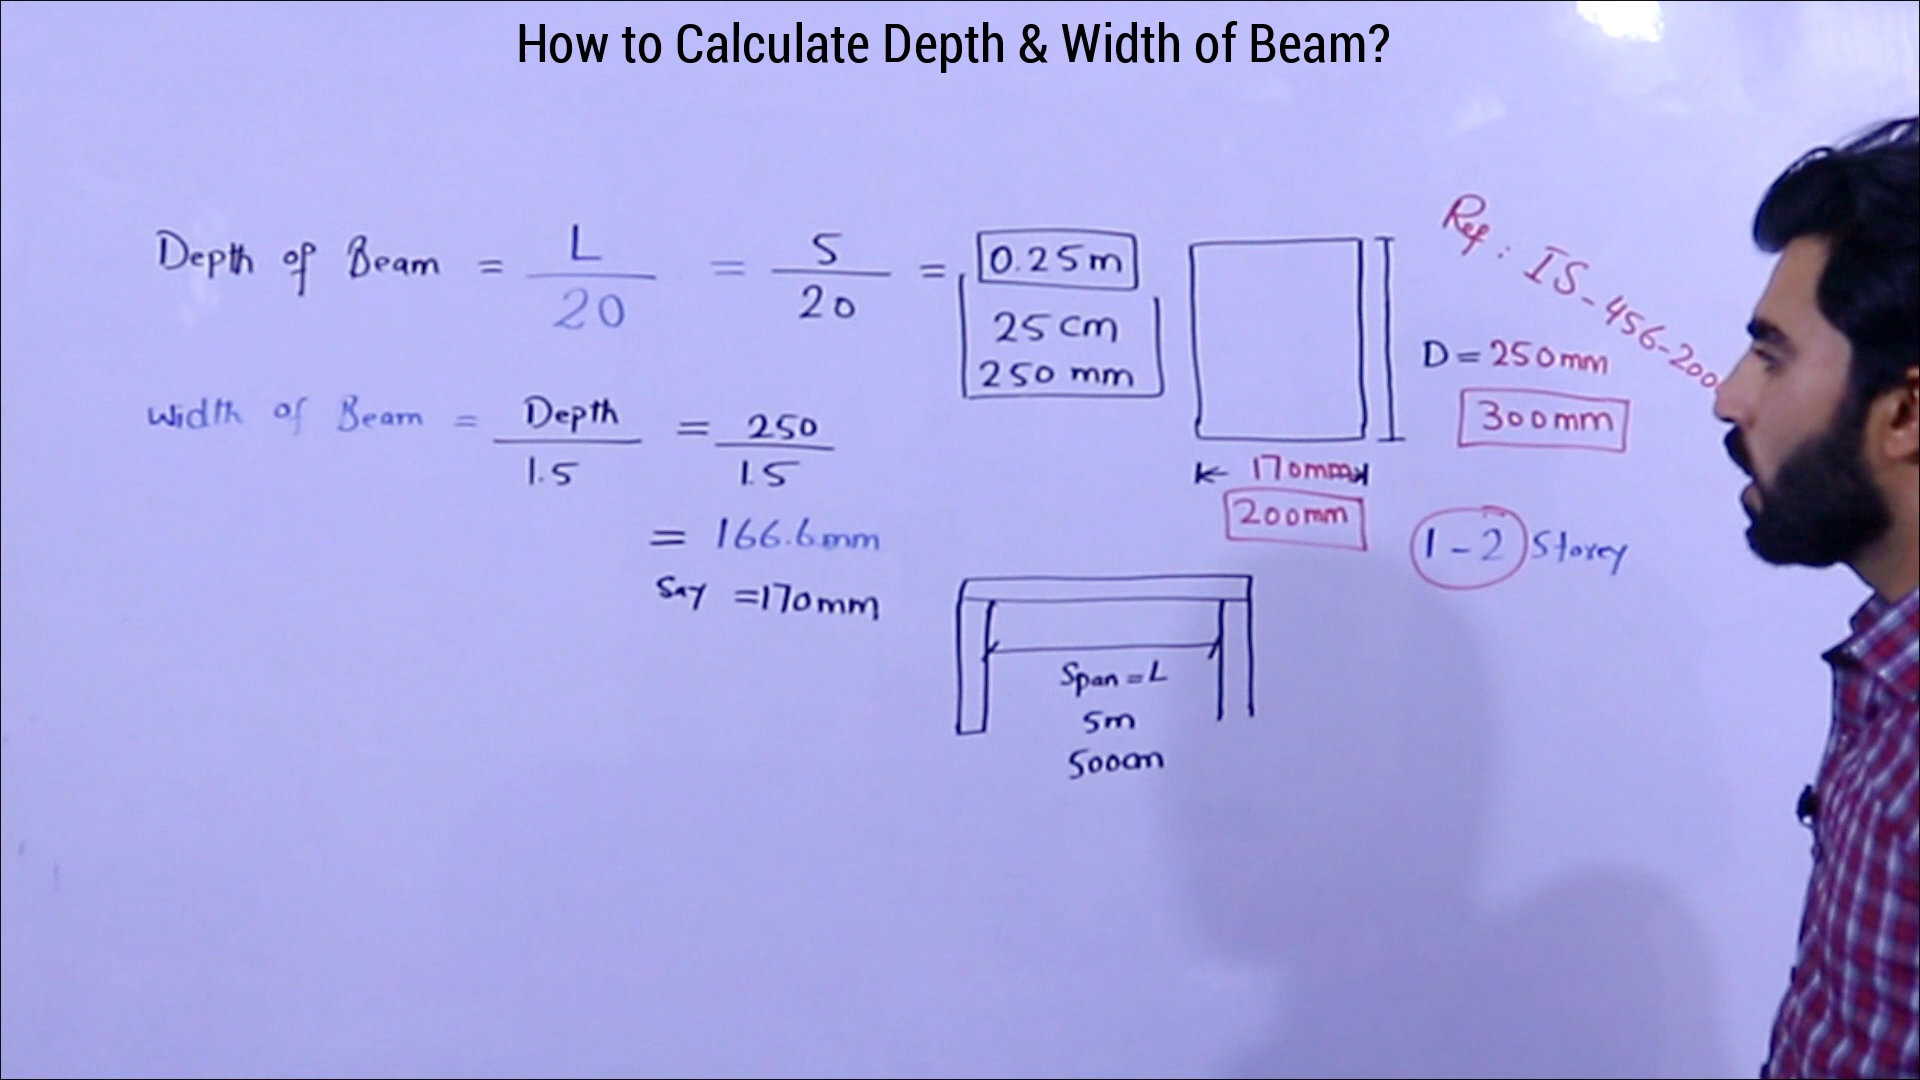 How to Calculate Depth & Width of Beam?
Depth of Beam = L / 20 = 5 / 20 = 0.25m
25 cm
250 mm
Width of Beam = Depth / 1.5 = 250 / 1.5
= 166.6mm
Say = 170mm
Ref : IS-456-200
D = 250mm
300mm
170mm
200mm
1-2 Storey
Span = L
5m
500cm